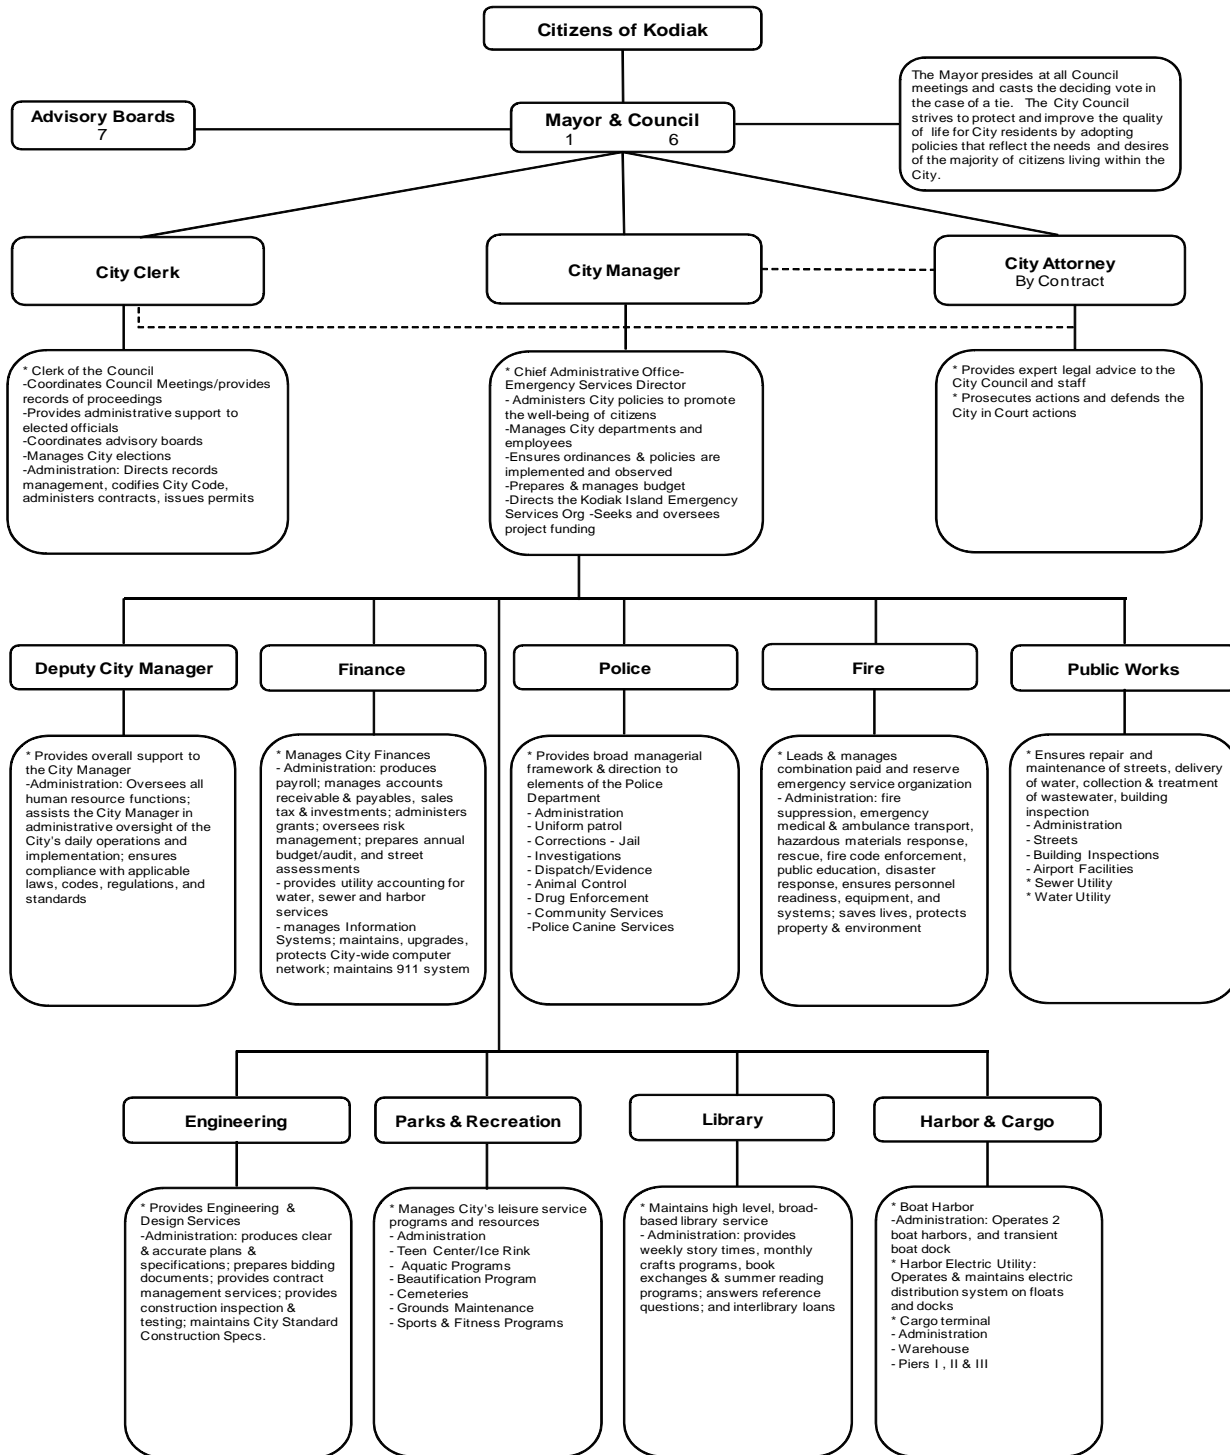 Citizens of Kodiak
Advisory Boards
7
Mayor & Council
1 6
The Mayor presides at all Council
meetings and casts the deciding vote in
the case of a tie. The City Council
strives to protect and improve the quality
of life for City residents by adopting
policies that reflect the needs and desires
of the majority of citizens living within the
City.
City Clerk
City Manager
City Attorney
By Contract
* Clerk of the Council
-Coordinates Council Meetings/provides
records of proceedings
-Provides administrative support to
elected officials
-Coordinates advisory boards
-Manages City elections
-Administration: Directs records
management, codifies City Code,
administers contracts, issues permits
* Chief Administrative Office-
Emergency Services Director
- Administers City policies to promote
the well-being of citizens
-Manages City departments and
employees
-Ensures ordinances & policies are
implemented and observed
-Prepares & manages budget
-Directs the Kodiak Island Emergency
Services Org -Seeks and oversees
project funding
* Provides expert legal advice to the
City Council and staff
* Prosecutes actions and defends the
City in Court actions
Deputy City Manager
Finance
Police
Fire
Public Works
* Provides overall support to
the City Manager
-Administration: Oversees all
human resource functions;
assists the City Manager in
administrative oversight of the
City's daily operations and
implementation; ensures
compliance with applicable
laws, codes, regulations, and
standards
* Manages City Finances
- Administration: produces
payroll; manages accounts
receivable & payables, sales
tax & investments; administers
grants; oversees risk
management; prepares annual
budget/audit, and street
assessments
- provides utility accounting for
water, sewer and harbor
services
- manages Information
Systems; maintains, upgrades,
protects City-wide computer
network; maintains 911 system
* Provides broad managerial
framework & direction to
elements of the Police
Department
- Administration
- Uniform patrol
- Corrections - Jail
- Investigations
- Dispatch/Evidence
- Animal Control
- Drug Enforcement
- Community Services
-Police Canine Services
* Leads & manages
combination paid and reserve
emergency service organization
- Administration: fire
suppression, emergency
medical & ambulance transport,
hazardous materials response,
rescue, fire code enforcement,
public education, disaster
response, ensures personnel
readiness, equipment, and
systems; saves lives, protects
property & environment
* Ensures repair and
maintenance of streets, delivery
of water, collection & treatment
of wastewater, building
inspection
- Administration
- Streets
- Building Inspections
- Airport Facilities
* Sewer Utility
* Water Utility
Engineering
Parks & Recreation
Library
Harbor & Cargo
* Provides Engineering &
Design Services
-Administration: produces clear
& accurate plans &
specifications; prepares bidding
documents; provides contract
management services; provides
construction inspection &
testing; maintains City Standard
Construction Specs.
* Manages City's leisure service
programs and resources
- Administration
- Teen Center/Ice Rink
- Aquatic Programs
- Beautification Program
- Cemeteries
- Grounds Maintenance
- Sports & Fitness Programs
* Maintains high level, broad-
based library service
- Administration: provides
weekly story times, monthly
crafts programs, book
exchanges & summer reading
programs; answers reference
questions; and interlibrary loans
* Boat Harbor
-Administration: Operates 2
boat harbors, and transient
boat dock
* Harbor Electric Utility:
Operates & maintains electric
distribution system on floats
and docks
* Cargo terminal
- Administration
- Warehouse
- Piers I , II & III